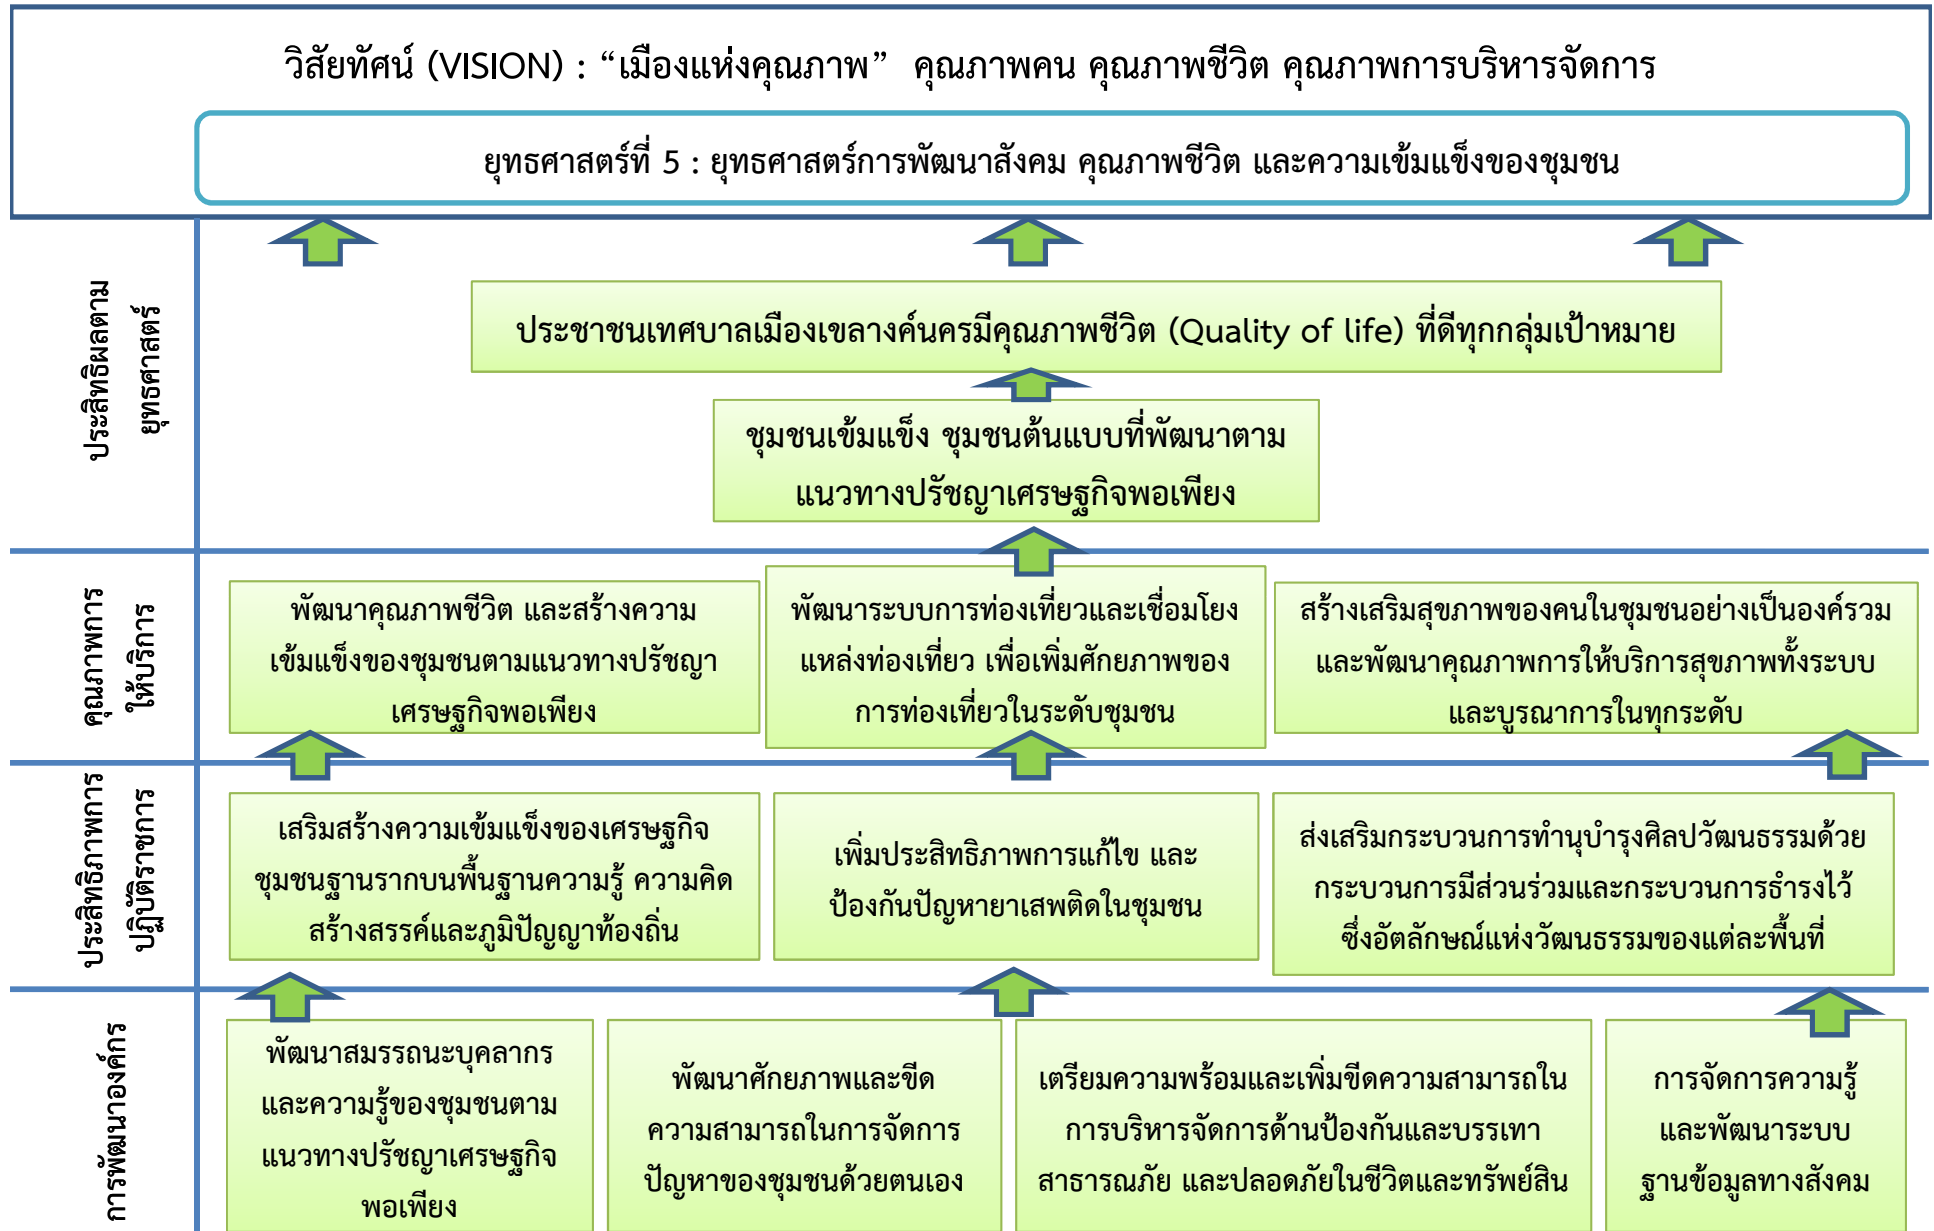 วิสัยทัศน์ (VISION) : “เมืองแห่งคุณภาพ” คุณภาพคน คุณภาพชีวิต คุณภาพการบริหารจัดการ
ยุทธศาสตร์ที่ 5 : ยุทธศาสตร์การพัฒนาสังคม คุณภาพชีวิต และความเข้มแข็งของชุมชน
ประสิทธิผลตาม
ยุทธศาสตร์
ประชาชนเทศบาลเมืองเขลางค์นครมีคุณภาพชีวิต (Quality of life) ที่ดีทุกกลุ่มเป้าหมาย
ชุมชนเข้มแข็ง ชุมชนต้นแบบที่พัฒนาตาม
แนวทางปรัชญาเศรษฐกิจพอเพียง
คุณภาพการ
ให้บริการ
พัฒนาคุณภาพชีวิต และสร้างความ
เข้มแข็งของชุมชนตามแนวทางปรัชญา
เศรษฐกิจพอเพียง
พัฒนาระบบการท่องเที่ยวและเชื่อมโยง
แหล่งท่องเที่ยว เพื่อเพิ่มศักยภาพของ
การท่องเที่ยวในระดับชุมชน
สร้างเสริมสุขภาพของคนในชุมชนอย่างเป็นองค์รวม
และพัฒนาคุณภาพการให้บริการสุขภาพทั้งระบบ
และบูรณาการในทุกระดับ
ประสิทธิภาพการ
ปฏิบัติราชการ
เสริมสร้างความเข้มแข็งของเศรษฐกิจ
ชุมชนฐานรากบนพื้นฐานความรู้ ความคิด
สร้างสรรค์และภูมิปัญญาท้องถิ่น
เพิ่มประสิทธิภาพการแก้ไข และ
ป้องกันปัญหายาเสพติดในชุมชน
ส่งเสริมกระบวนการทำนุบำรุงศิลปวัฒนธรรมด้วย
กระบวนการมีส่วนร่วมและกระบวนการธำรงไว้
ซึ่งอัตลักษณ์แห่งวัฒนธรรมของแต่ละพื้นที่
การพัฒนาองค์กร
พัฒนาสมรรถนะบุคลากร
และความรู้ของชุมชนตาม
แนวทางปรัชญาเศรษฐกิจ
พอเพียง
พัฒนาศักยภาพและขีด
ความสามารถในการจัดการ
ปัญหาของชุมชนด้วยตนเอง
เตรียมความพร้อมและเพิ่มขีดความสามารถใน
การบริหารจัดการด้านป้องกันและบรรเทา
สาธารณภัย และปลอดภัยในชีวิตและทรัพย์สิน
การจัดการความรู้
และพัฒนาระบบ
ฐานข้อมูลทางสังคม